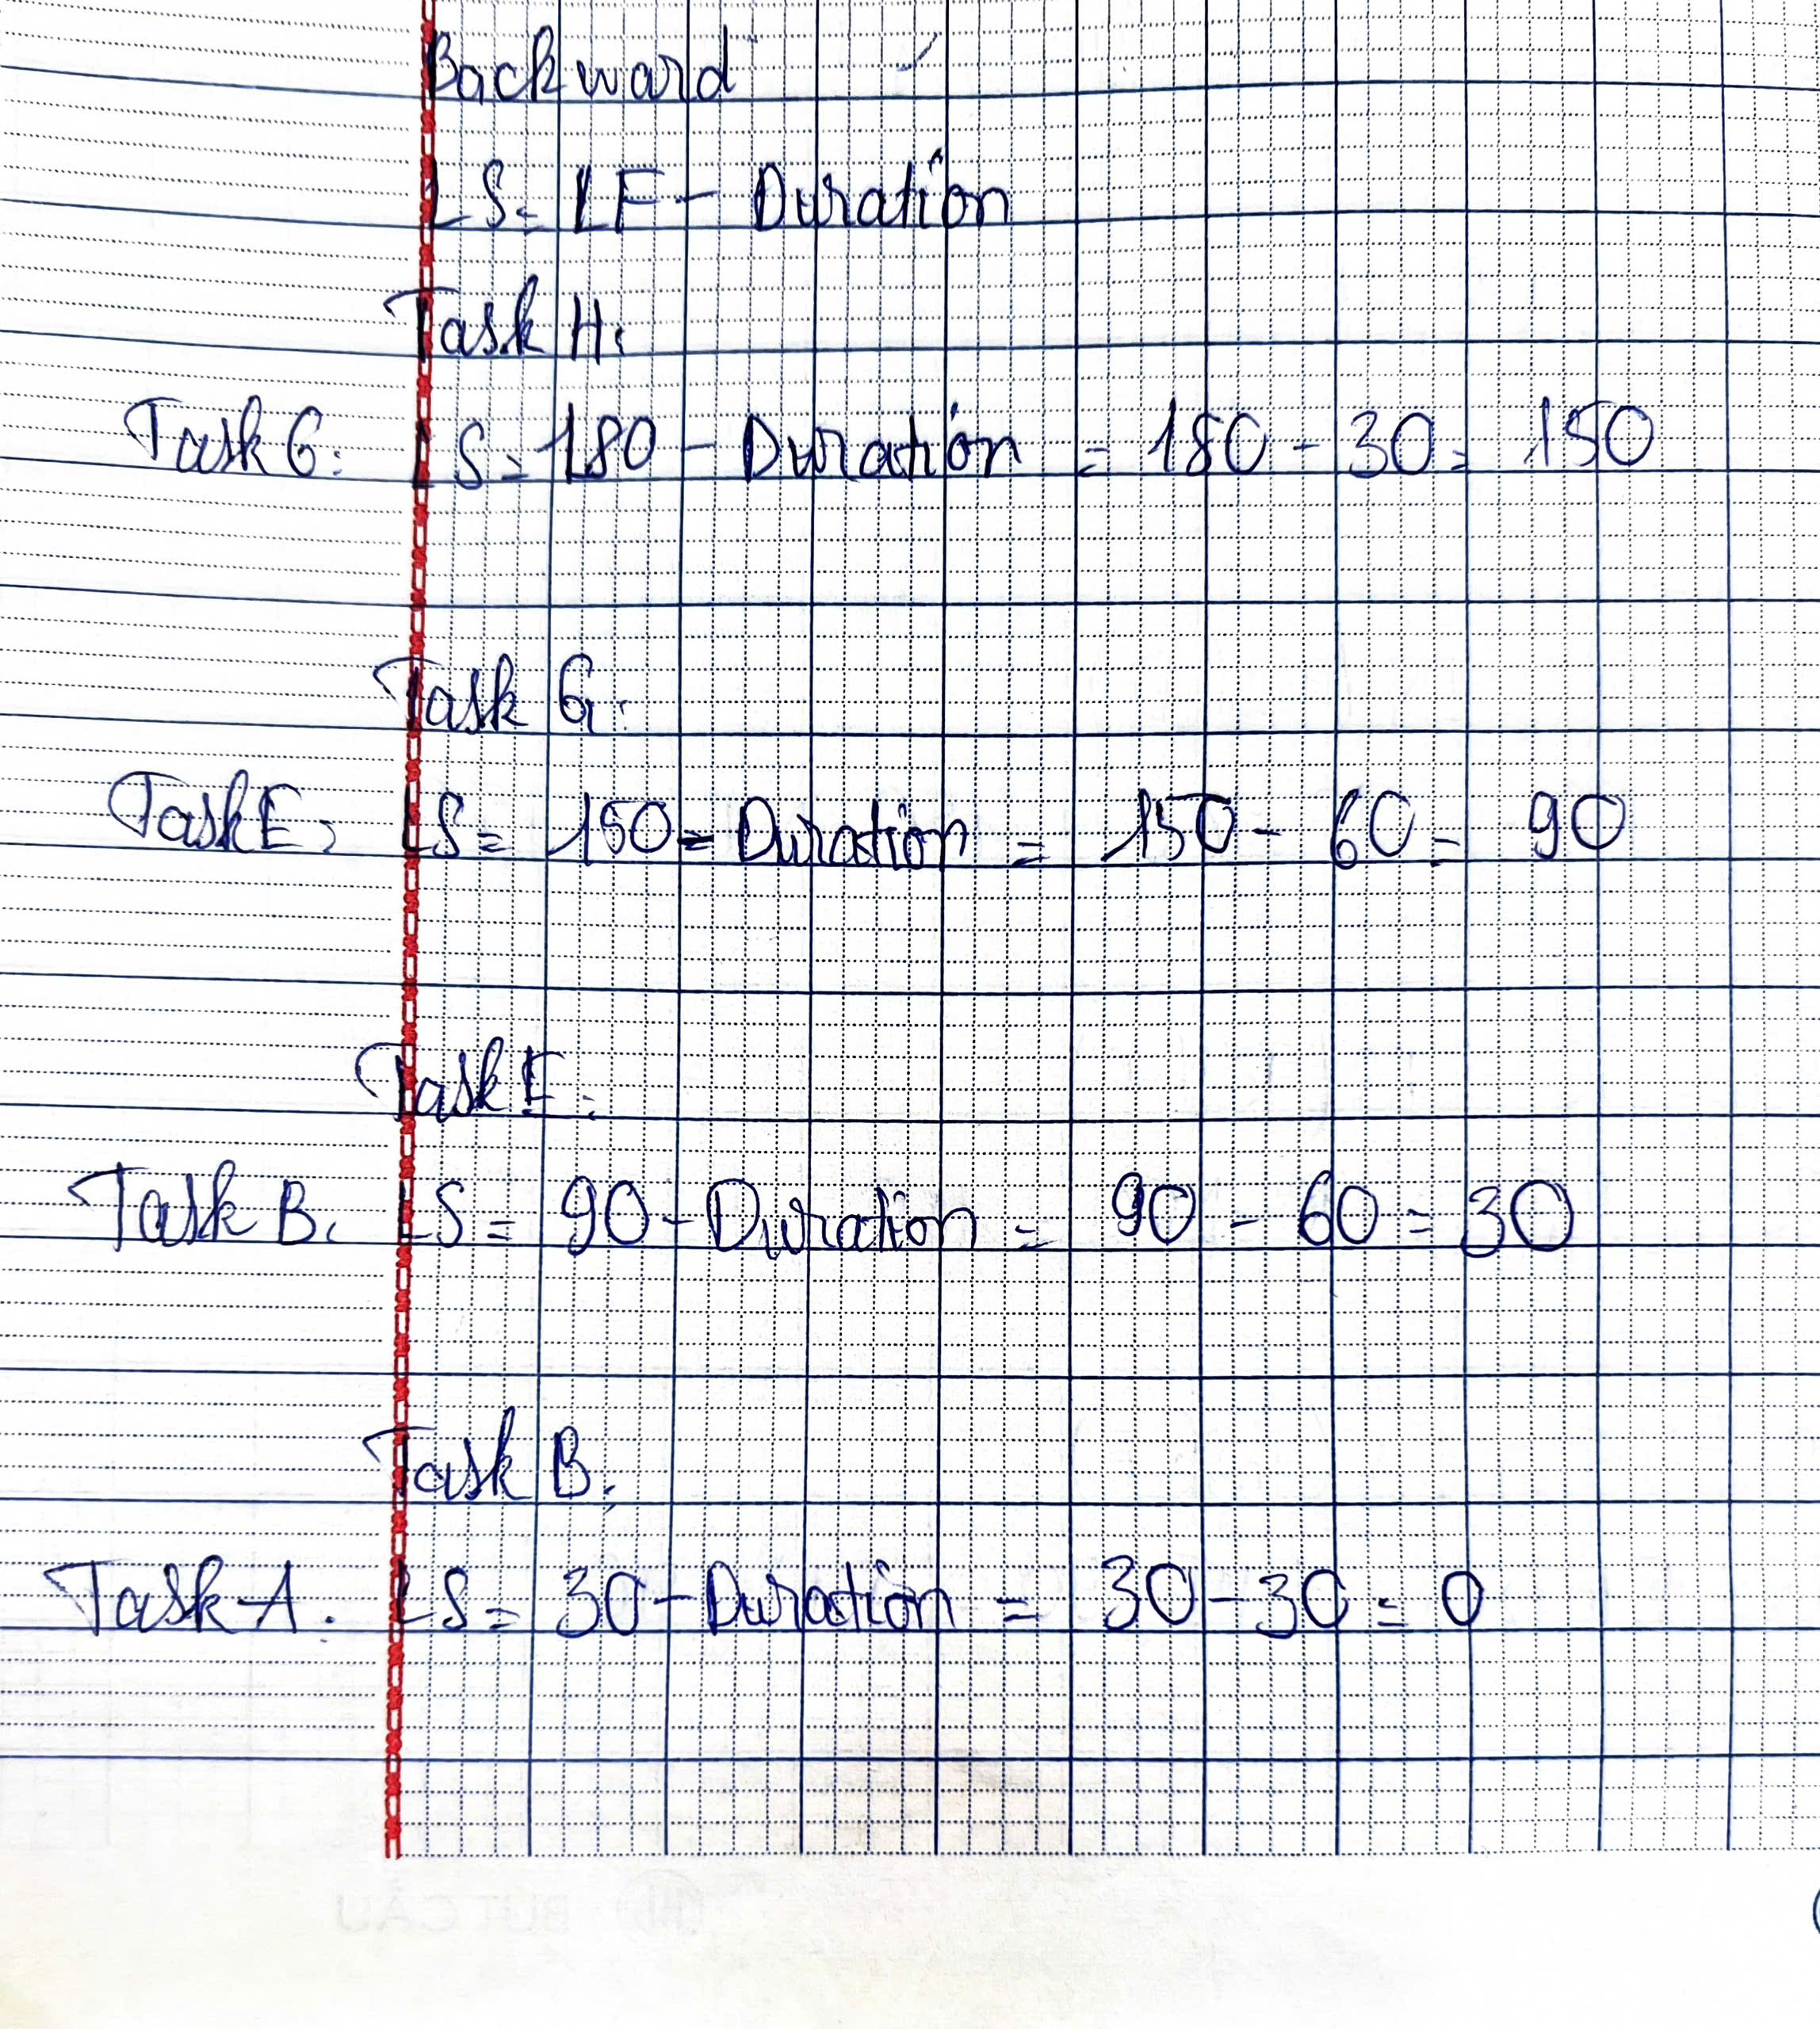 Backward
LS = LF - Duration
Task H:
Task G: LS = 180 - Duration = 180 - 30 = 150
Task G:
Task E: LS = 150 - Duration = 150 - 60 = 90
Task E:
Task B: LS = 90 - Duration = 90 - 60 = 30
Task B:
Task A: LS = 30 - Duration = 30 - 30 = 0